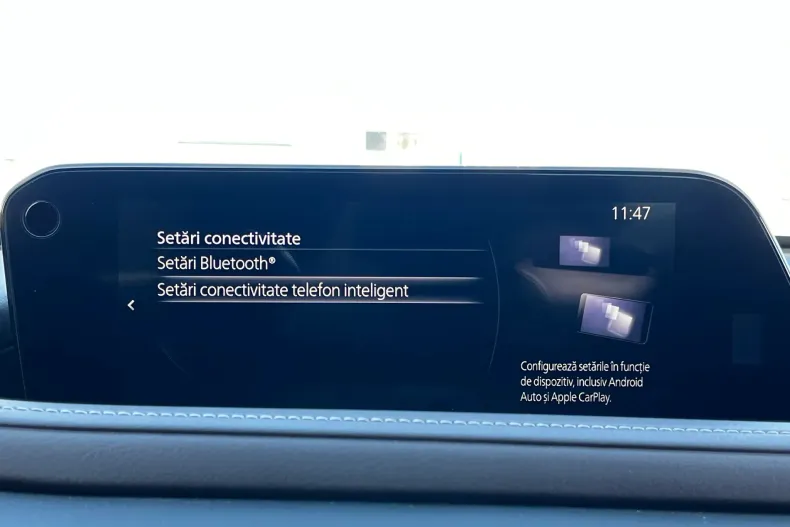 11:47
Setări conectivitate
Setări Bluetooth®
Setări conectivitate telefon inteligent
Configurează setările în funcție
de dispozitiv, inclusiv Android
Auto și Apple CarPlay.